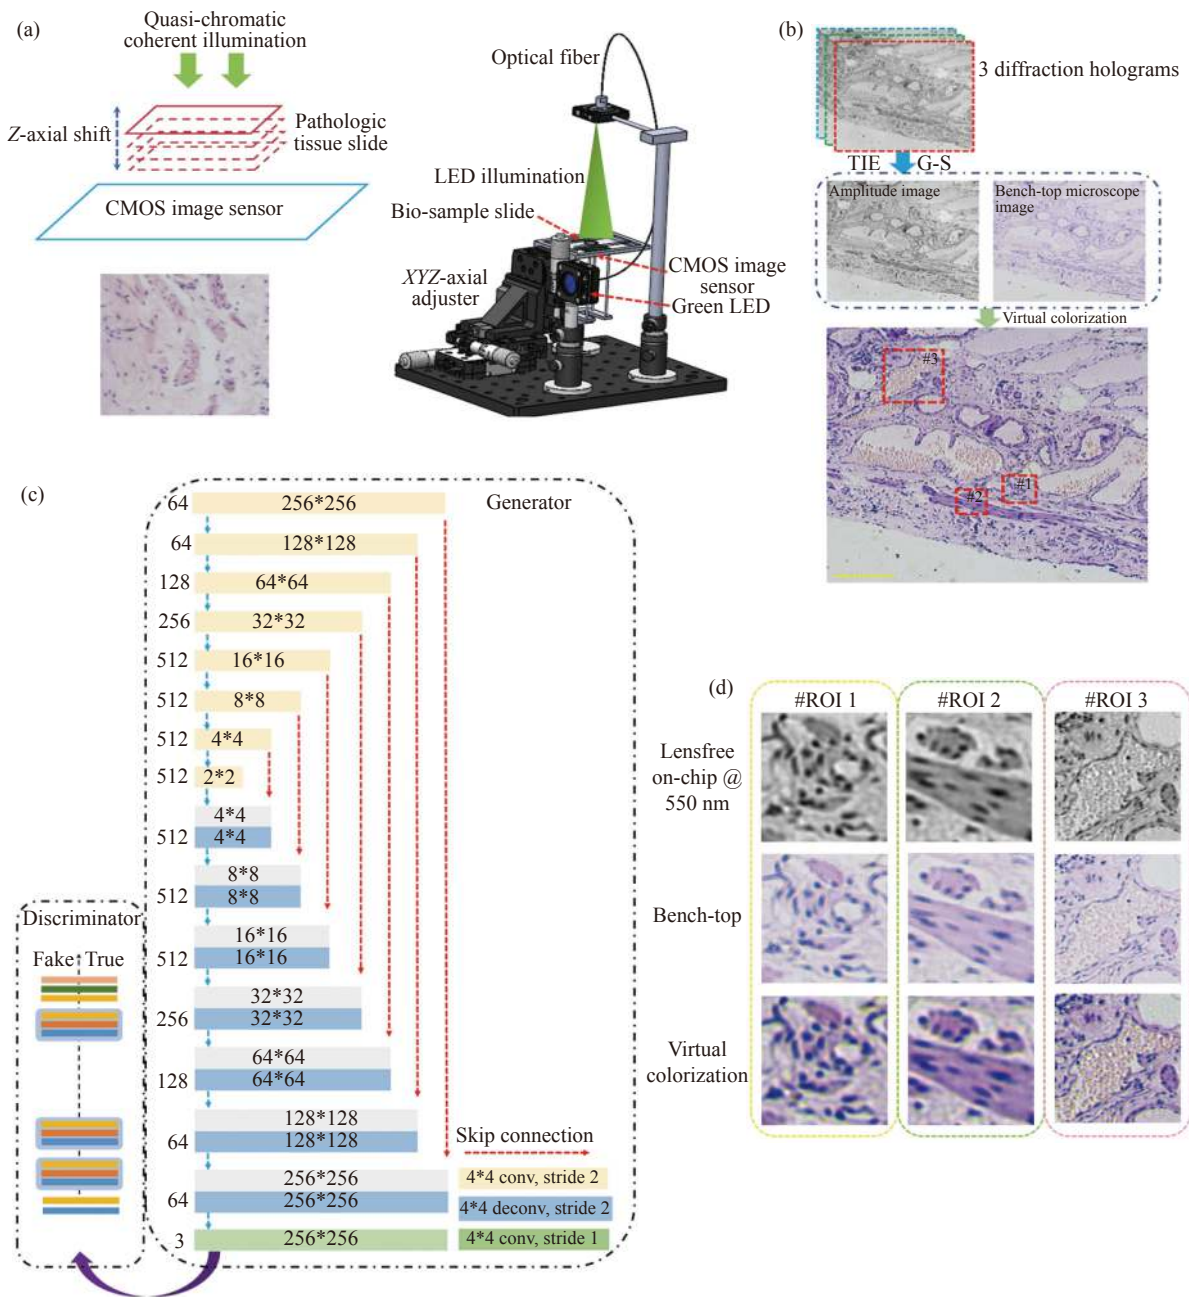 (a)
Quasi-chromatic
coherent illumination
Z-axial shift
Pathologic
tissue slide
CMOS image sensor
Optical fiber
LED illumination
Bio-sample slide
XYZ-axial
adjuster
CMOS image
sensor
Green LED
(b)
3 diffraction holograms
TIE
G-S
Amplitude image
Bench-top microscope
image
Virtual colorization
#3
#1
#2
(c)
Generator
64
256*256
64
128*128
128
64*64
256
32*32
512
16*16
512
8*8
512
4*4
512
2*2
4*4
512
4*4
8*8
512
8*8
16*16
512
16*16
32*32
256
32*32
64*64
128
64*64
128*128
64
128*128
256*256
64
256*256
3
256*256
Skip connection
4*4 conv, stride 2
4*4 deconv, stride 2
4*4 conv, stride 1
Discriminator
Fake True
(d)
#ROI 1
#ROI 2
#ROI 3
Lensfree
on-chip @
550 nm
Bench-top
Virtual
colorization